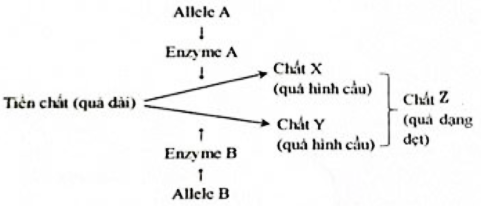 Allele A
Enzyme A
Chất X
(quả hình cầu)
Tiền chất (quả dài)
Chất Z
(quả dạng
dẹt)
Chất Y
(quả hình cầu)
Enzyme B
Allele B